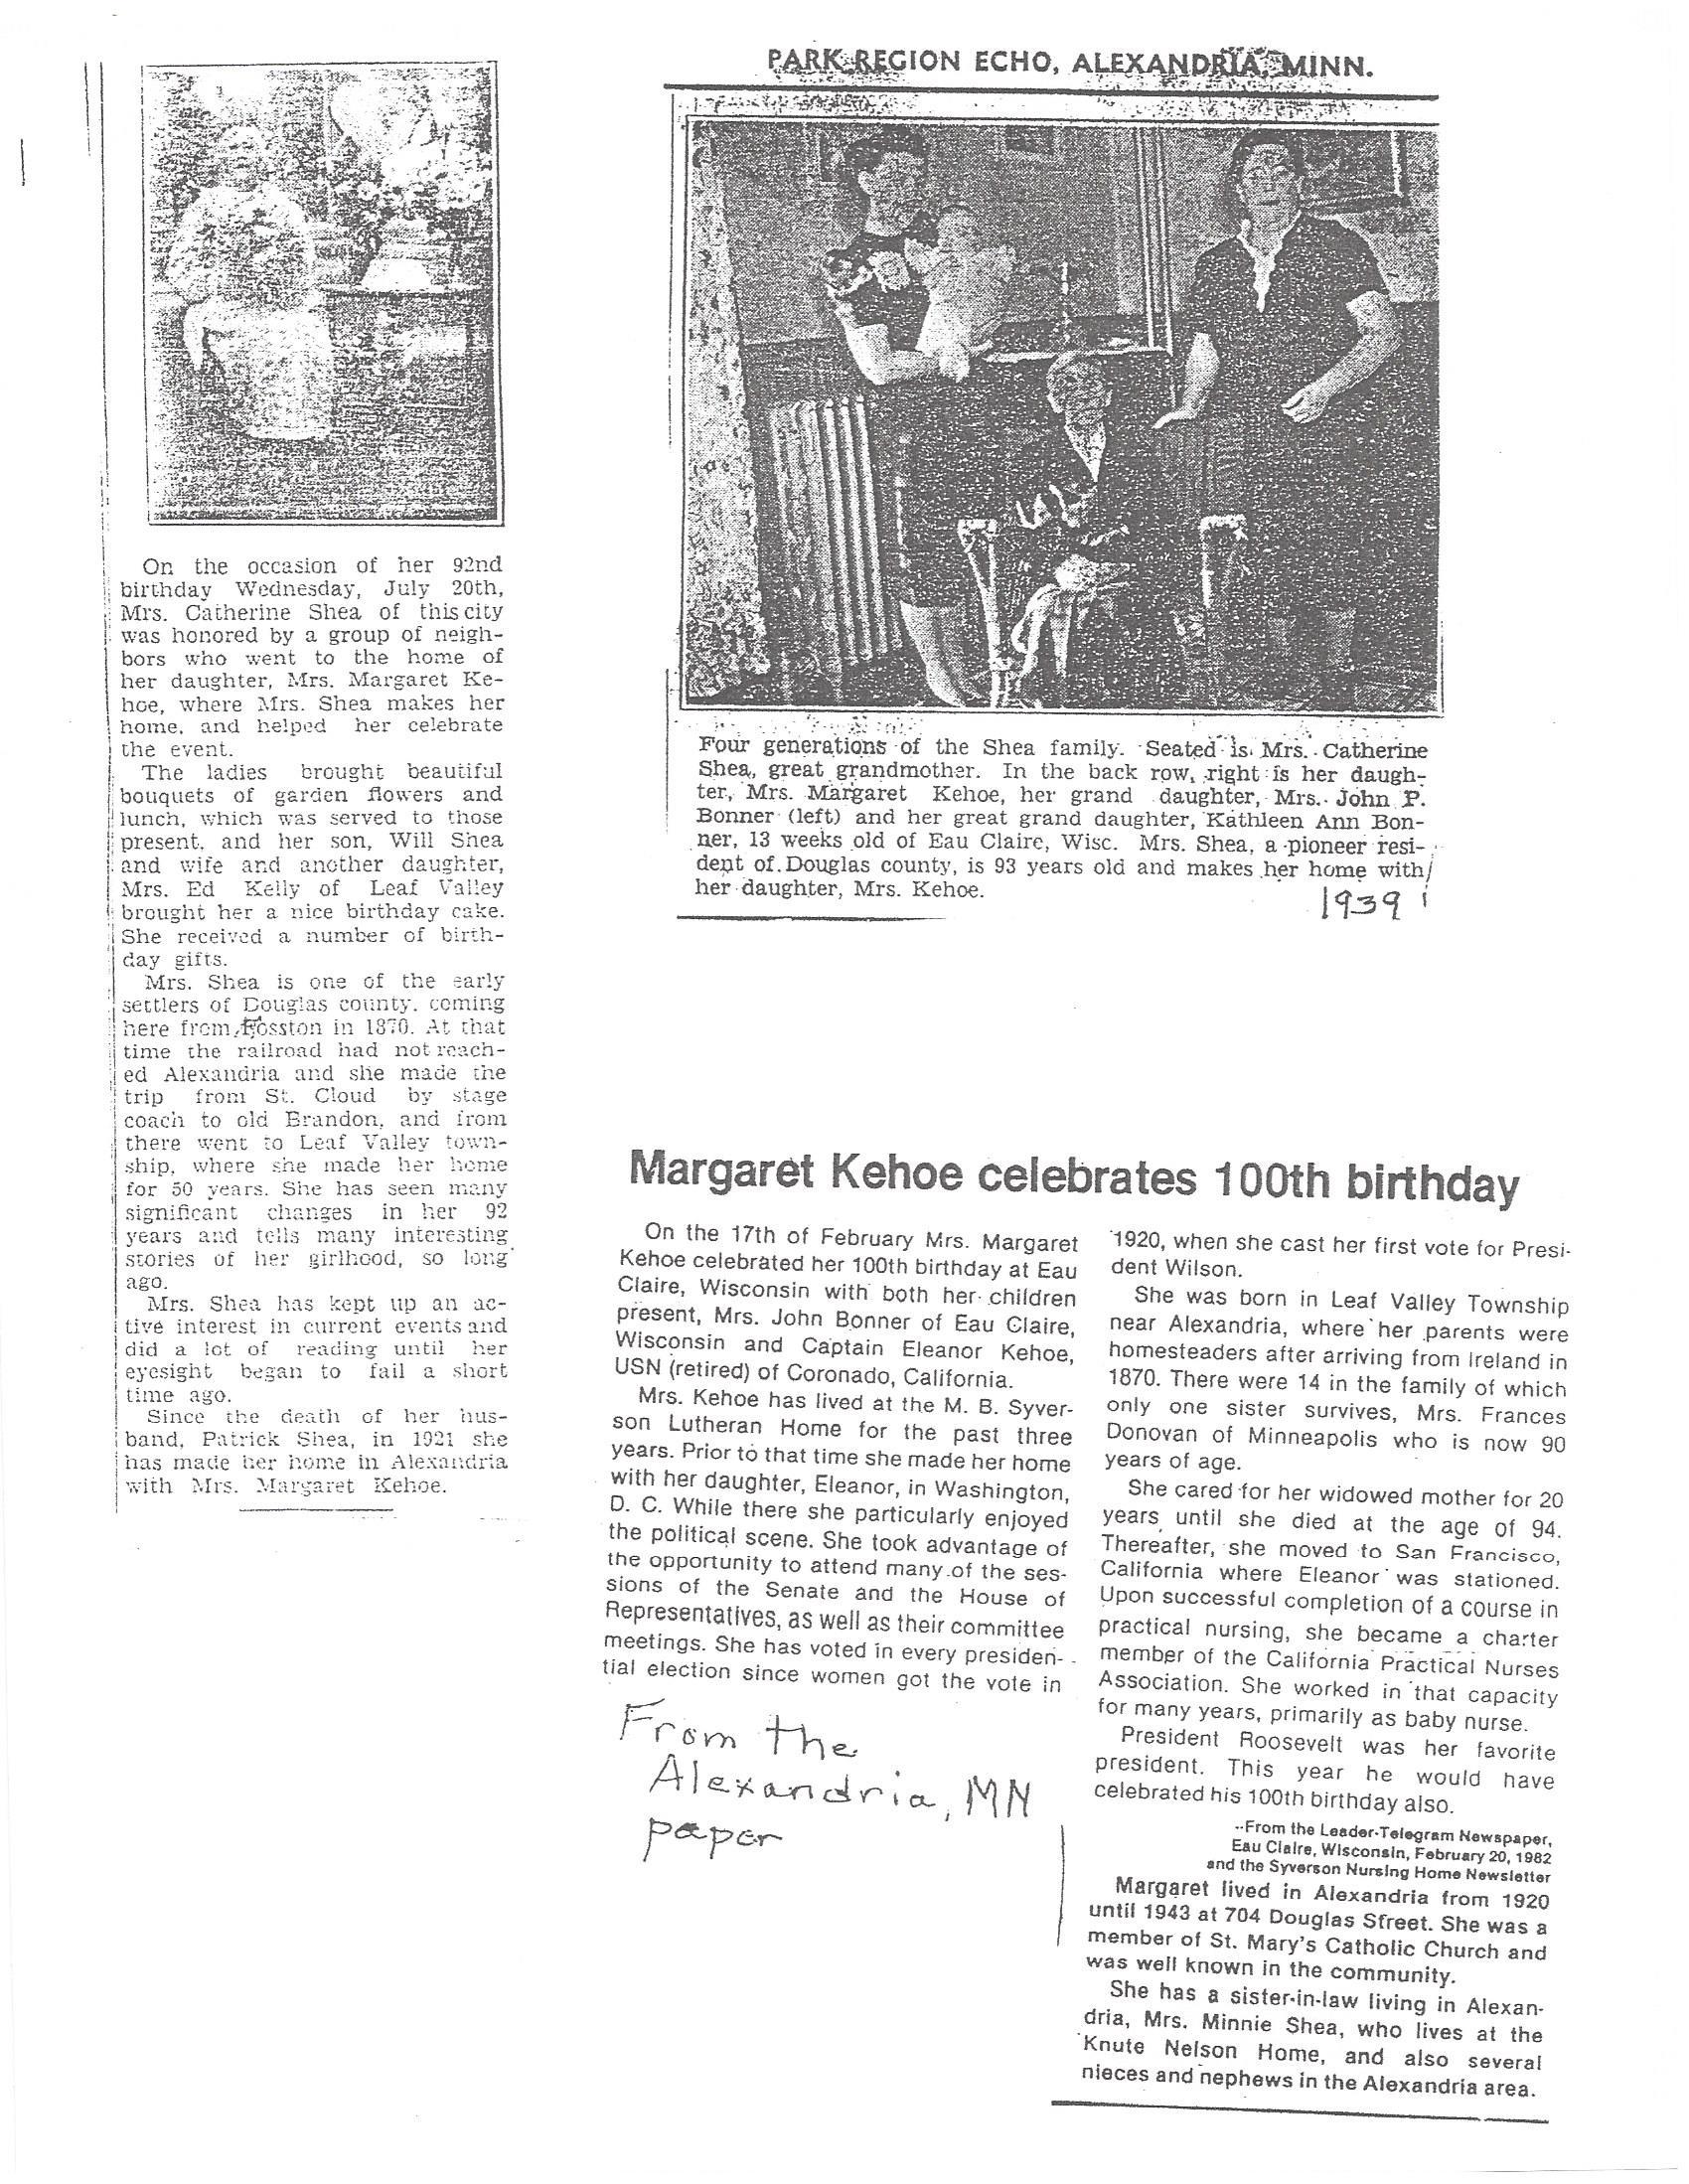 PARK REGION ECHO, ALEXANDRIA, MINN.
On the occasion of her 92nd
birthday Wednesday, July 20th,
Mrs. Catherine Shea of this city
was honored by a group of neigh-
bors who went to the home of
her daughter, Mrs. Margaret Ke-
hoe, where Mrs. Shea makes her
home, and helped her celebrate
the event.
The ladies brought beautiful
bouquets of garden flowers and
lunch, which was served to those
present, and her son, Will Shea
and wife and another daughter,
Mrs. Ed Kelly of Leaf Valley
brought her a nice birthday cake.
She received a number of birth-
day gifts.
Mrs. Shea is one of the early
settlers of Douglas county, coming
here from in 1870. At that
time the railroad had not reach-
ed Alexandria and she made the
trip from St. Cloud by stage
coach to old Brandon, and from
there went to Leaf Valley town-
ship, where she made her home
for 50 years. She has seen many
significant changes in her 92
years and tells many interesting
stories of her girlhood, so long
ago.
Mrs. Shea has kept up an ac-
tive interest in current events and
did a lot of reading until her
eyesight began to fail a short
time ago.
Since the death of her hus-
band, Patrick Shea, in 1921 she
has made her home in Alexandria
with Mrs. Margaret Kehoe.
Four generations of the Shea family. Seated is Mrs. Catherine
Shea, great grandmother. In the back row, right is her daugh-
ter, Mrs. Margaret Kehoe, her grand daughter, Mrs. John P.
Bonner (left) and her great grand daughter, Kathleen Ann Bon-
ner, 13 weeks old of Eau Claire, Wisc. Mrs. Shea, a pioneer resi-
dent of Douglas county, is 93 years old and makes her home with
her daughter, Mrs. Kehoe.
1939
Margaret Kehoe celebrates 100th birthday
On the 17th of February Mrs. Margaret
Kehoe celebrated her 100th birthday at Eau
Claire, Wisconsin with both her children
present, Mrs. John Bonner of Eau Claire,
Wisconsin and Captain Eleanor Kehoe,
USN (retired) of Coronado, California.
Mrs. Kehoe has lived at the M. B. Syver-
son Lutheran Home for the past three
years. Prior to that time she made her home
with her daughter, Eleanor, in Washington,
D. C. While there she particularly enjoyed
the political scene. She took advantage of
the opportunity to attend many of the ses-
sions of the Senate and the House of
Representatives, as well as their committee
meetings. She has voted in every presiden-
tial election since women got the vote in
1920, when she cast her first vote for Presi-
dent Wilson.
She was born in Leaf Valley Township
near Alexandria, where her parents were
homesteaders after arriving from Ireland in
1870. There were 14 in the family of which
only one sister survives, Mrs. Frances
Donovan of Minneapolis who is now 90
years of age.
She cared for her widowed mother for 20
years until she died at the age of 94.
Thereafter, she moved to San Francisco,
California where Eleanor was stationed.
Upon successful completion of a course in
practical nursing, she became a charter
member of the California Practical Nurses
Association. She worked in that capacity
for many years, primarily as baby nurse.
President Roosevelt was her favorite
president. This year he would have
celebrated his 100th birthday also.
--From the Leader-Telegram Newspaper,
Eau Claire, Wisconsin, February 20, 1982
and the Syverson Nursing Home Newsletter
Margaret lived in Alexandria from 1920
until 1943 at 704 Douglas Street. She was a
member of St. Mary's Catholic Church and
was well known in the community.
She has a sister-in-law living in Alexan-
dria, Mrs. Minnie Shea, who lives at the
Knute Nelson Home, and also several
nieces and nephews in the Alexandria area.
From the
Alexandria, MN
paper